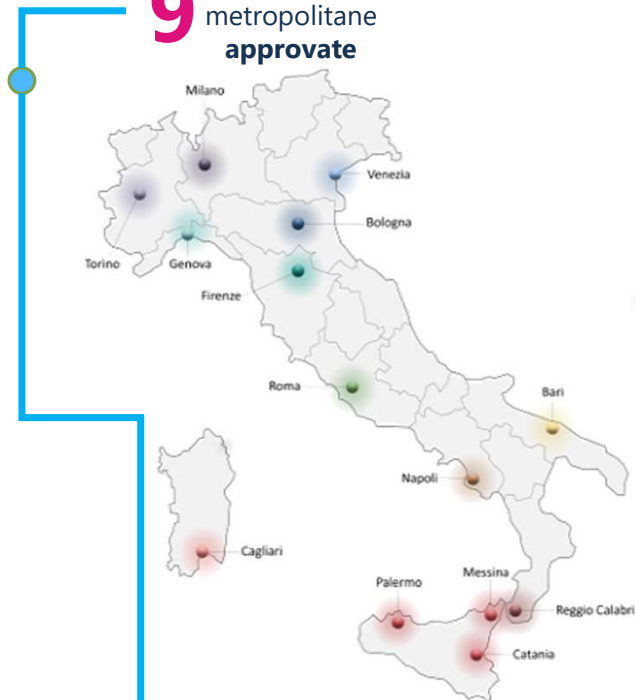 9 metropolitane
approvate
Milano
Venezia
Bologna
Torino
Genova
Firenze
Roma
Bari
Napoli
Cagliari
Messina
Palermo
Reggio Calabri
Catania